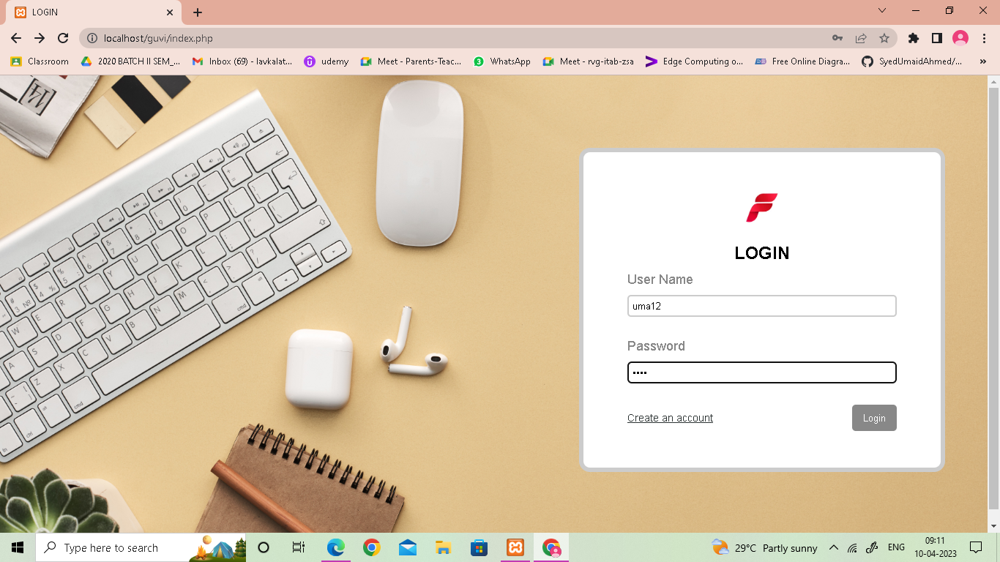 LOGIN
localhost/guvi/index.php
Classroom
2020 BATCH II SEM_...
Inbox (69) - lavkalat...
udemy
Meet - Parents-Teac...
3
WhatsApp
Meet - rvg-itab-zsa
Edge Computing o...
Free Online Diagra...
SyedUmaidAhmed/...
»
LOGIN
User Name
uma12
Password
••••
Create an account
Login
Type here to search
29°C Partly sunny
ENG
09:11
10-04-2023